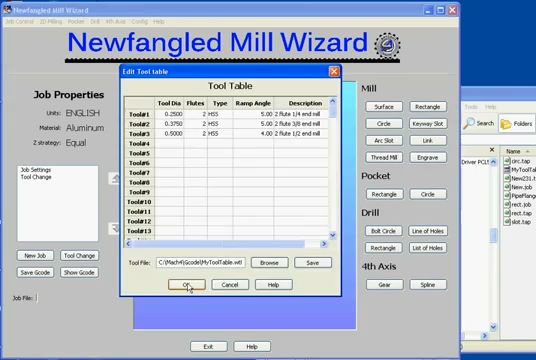 Newfangled Mill Wizard
Job Control 2D Milling Pocket Drill 4th Axis Config Help
Newfangled Mill Wizard
Job Properties
Units: ENGLISH
Material: Aluminum
Z strategy: Equal
Job Settings
Tool Change
New Job
Tool Change
Save Gcode
Show Gcode
Job File:
Edit Tool table
Tool Table
Tool Dia Flutes Type Ramp Angle Description
Tool#1 0.2500 2 HSS 5.00 2 flute 1/4 end mill
Tool#2 0.3750 2 HSS 5.00 2 flute 3/8 end mill
Tool#3 0.5000 2 HSS 4.00 2 flute 1/2 end mill
Tool#4
Tool#5
Tool#6
Tool#7
Tool#8
Tool#9
Tool#10
Tool#11
Tool#12
Tool#13
Tool File: C:\Mach4\Gcode\MyToolTable.wtl
Browse
Save
Cancel
Help
Mill
Surface
Rectangle
Circle
Keyway Slot
Arc Slot
Link
Thread Mill
Engrave
Pocket
Rectangle
Circle
Drill
Bolt Circle
Line of Holes
Rectangle
List of Holes
4th Axis
Gear
Spline
Exit
Help
Tools Help
Search
Folders
Name
Driver PCI5
circ.tap
MyToolTa
New231.t
New.job
PipeFlang
rect.job
rect.tap
slot.tap